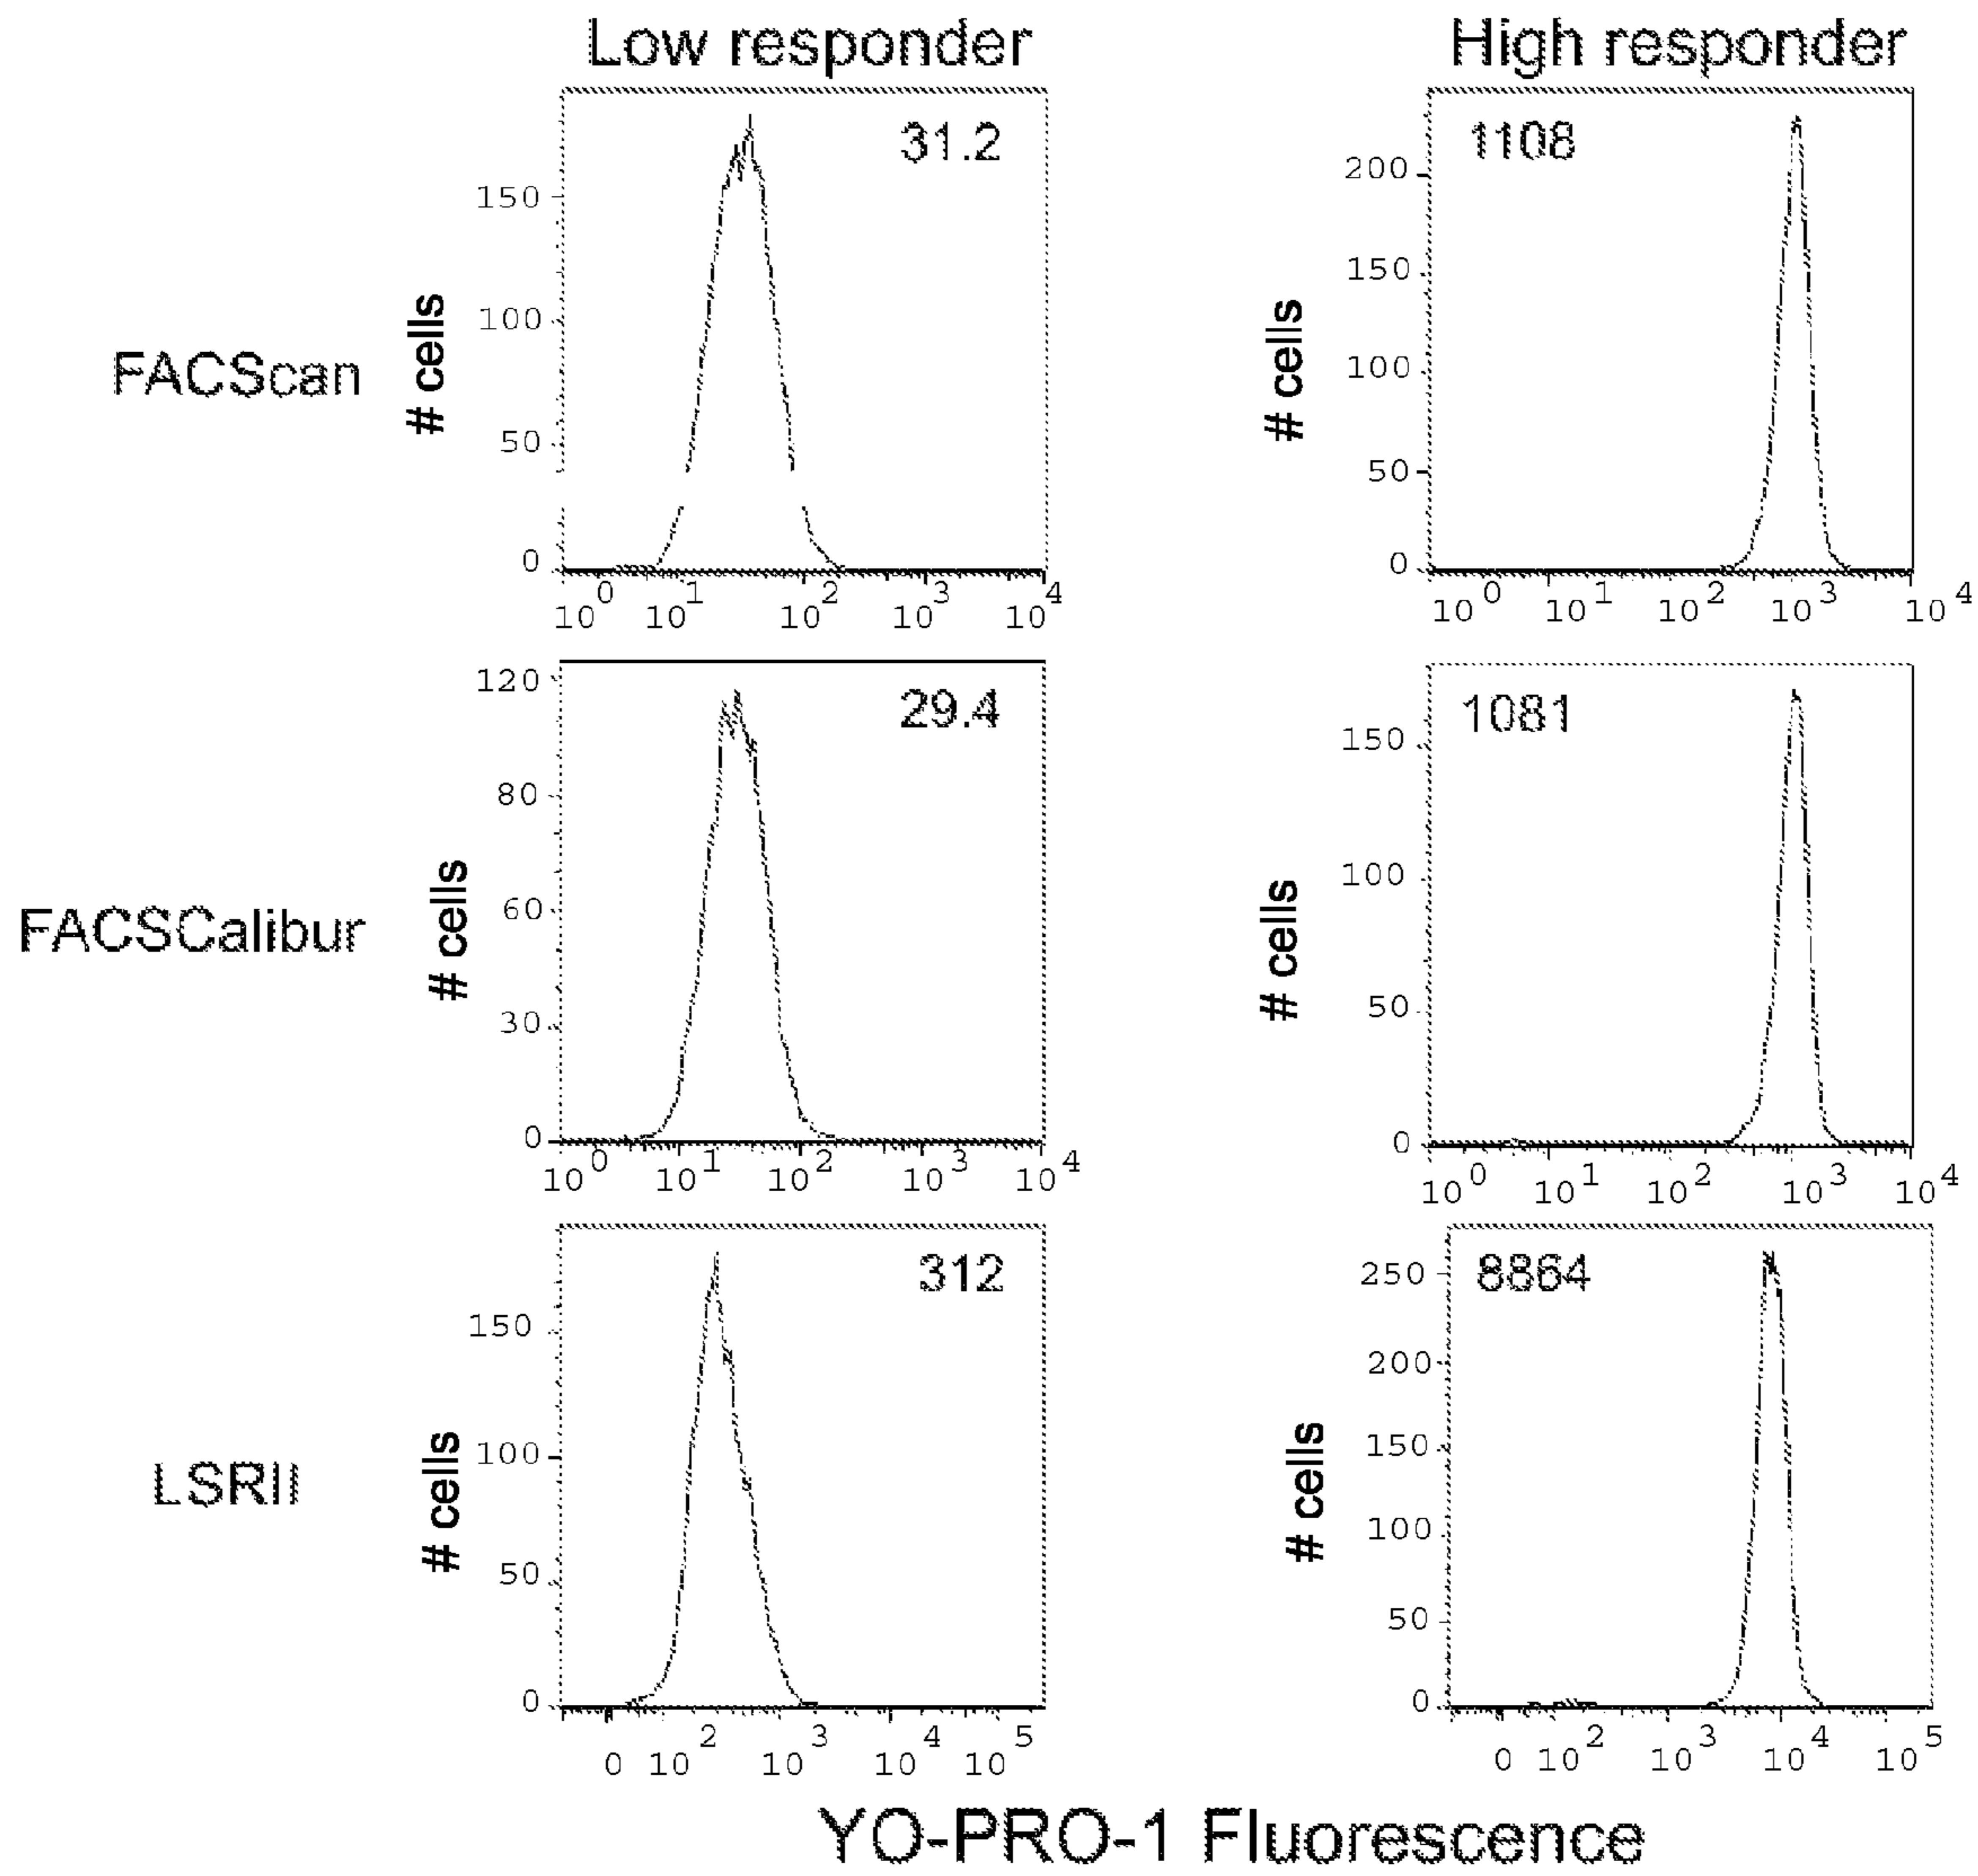 Low responder
High responder
FACScan
# cells
150
100
50
0
31.2
10^0 10^1 10^2 10^3 10^4
# cells
200
150
100
50
0
1108
10^0 10^1 10^2 10^3 10^4
FACSCalibur
# cells
120
80
60
30
0
29.4
10^0 10^1 10^2 10^3 10^4
# cells
150
100
50
0
1081
10^0 10^1 10^2 10^3 10^4
LSRII
# cells
150
100
50
0
312
0 10^2 10^3 10^4 10^5
# cells
250
200
150
100
50
0
8864
0 10^2 10^3 10^4 10^5
YO-PRO-1 Fluorescence